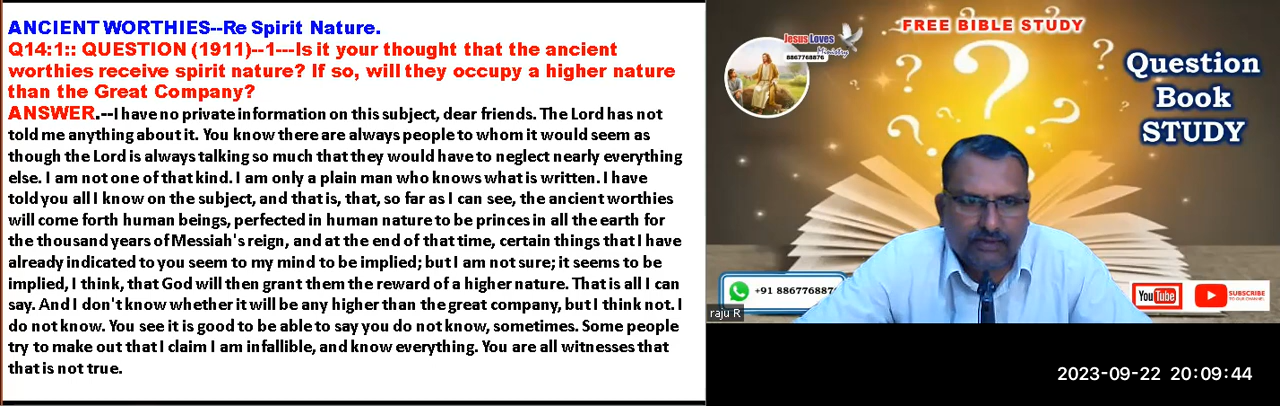 ANCIENT WORTHIES--Re Spirit Nature.
Q14:1:: QUESTION (1911)--1---Is it your thought that the ancient
worthies receive spirit nature? If so, will they occupy a higher nature
than the Great Company?
ANSWER.--I have no private information on this subject, dear friends. The Lord has not
told me anything about it. You know there are always people to whom it would seem as
though the Lord is always talking so much that they would have to neglect nearly everything
else. I am not one of that kind. I am only a plain man who knows what is written. I have
told you all I know on the subject, and that is, that, so far as I can see, the ancient worthies
will come forth human beings, perfected in human nature to be princes in all the earth for
the thousand years of Messiah's reign, and at the end of that time, certain things that I have
already indicated to you seem to my mind to be implied; but I am not sure; it seems to be
implied, I think, that God will then grant them the reward of a higher nature. That is all I can
say. And I don't know whether it will be any higher than the great company, but I think not. I
do not know. You see it is good to be able to say you do not know, sometimes. Some people
try to make out that I claim I am infallible, and know everything. You are all witnesses that
that is not true.
FREE BIBLE STUDY
Jesus Loves
Ministry
8867768876
Question
Book
STUDY
+91 886776887
YouTube
SUBSCRIBE
TO OUR CHANNEL
raju R
2023-09-22 20:09:44